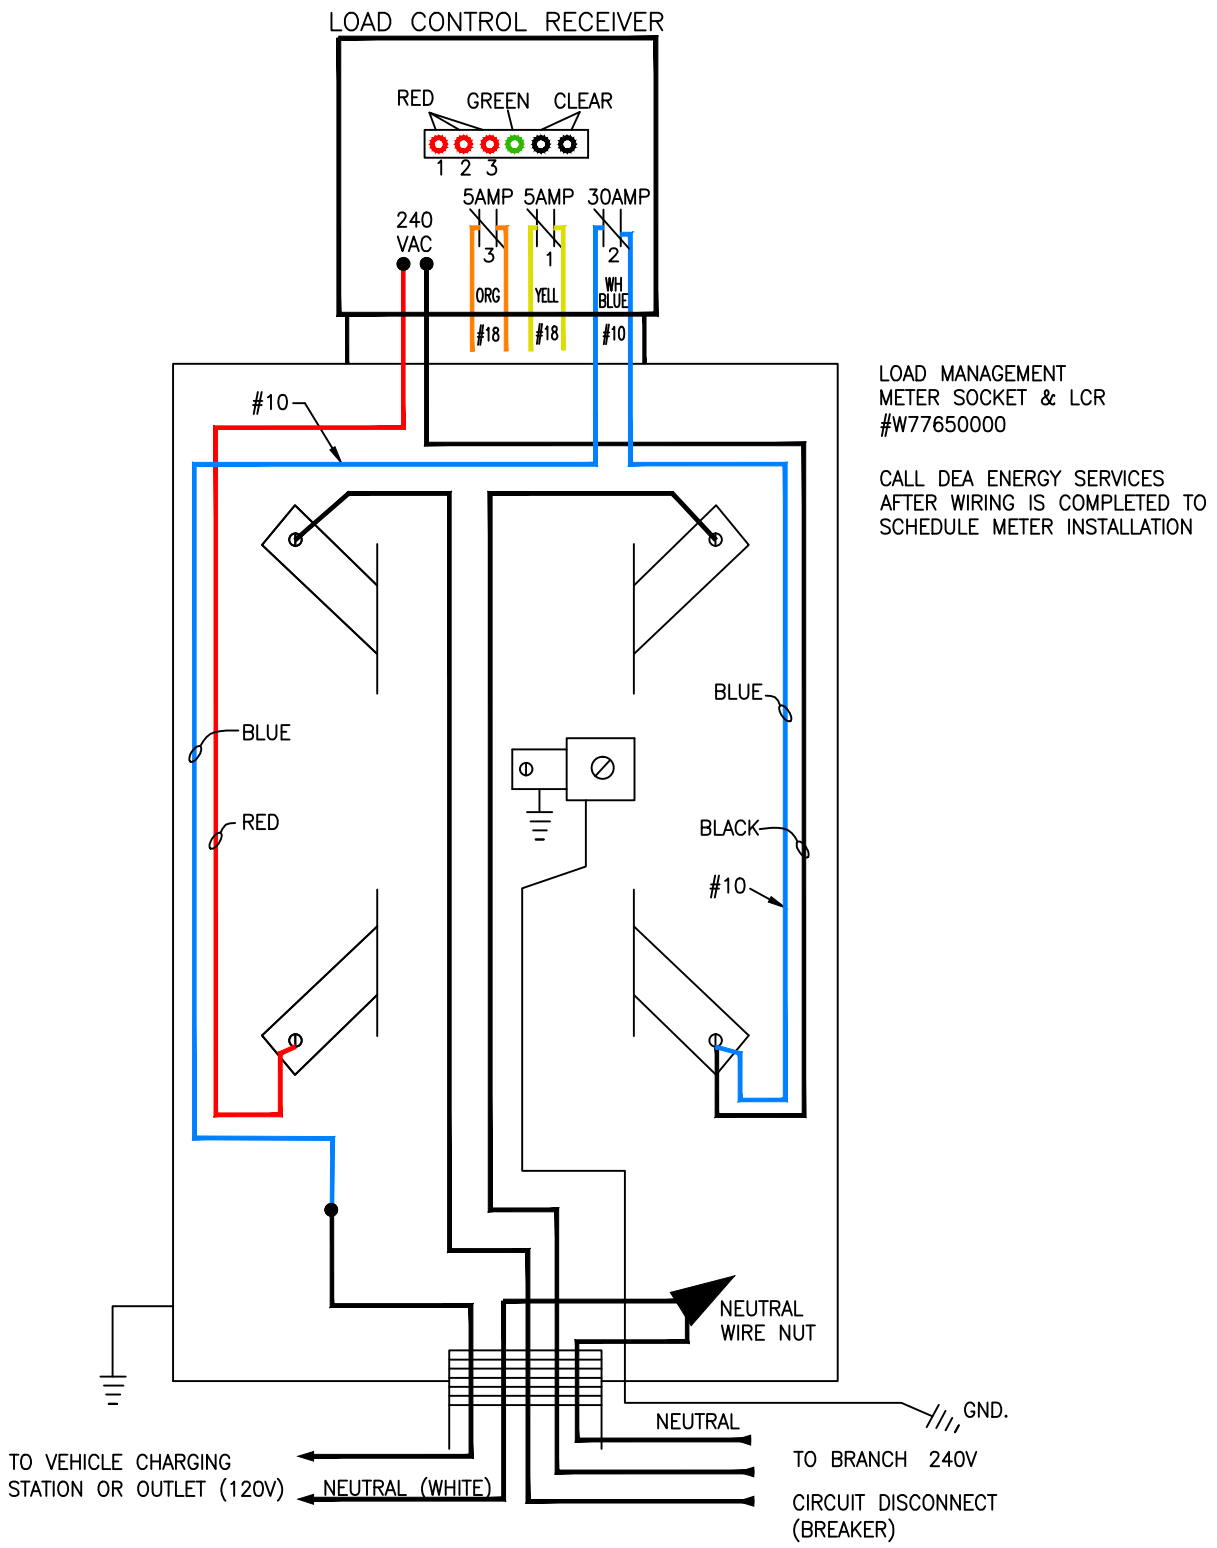 LOAD CONTROL RECEIVER
RED
GREEN
CLEAR
1 2 3
5AMP
5AMP
30AMP
240
VAC
3
1
2
ORG
YELL
WH
BLUE
#18
#18
#10
LOAD MANAGEMENT
METER SOCKET & LCR
#W77650000
#10
CALL DEA ENERGY SERVICES
AFTER WIRING IS COMPLETED TO
SCHEDULE METER INSTALLATION
BLUE
BLUE
RED
BLACK
#10
NEUTRAL
WIRE NUT
GND.
NEUTRAL
TO VEHICLE CHARGING
STATION OR OUTLET (120V)
NEUTRAL (WHITE)
TO BRANCH 240V
CIRCUIT DISCONNECT
(BREAKER)